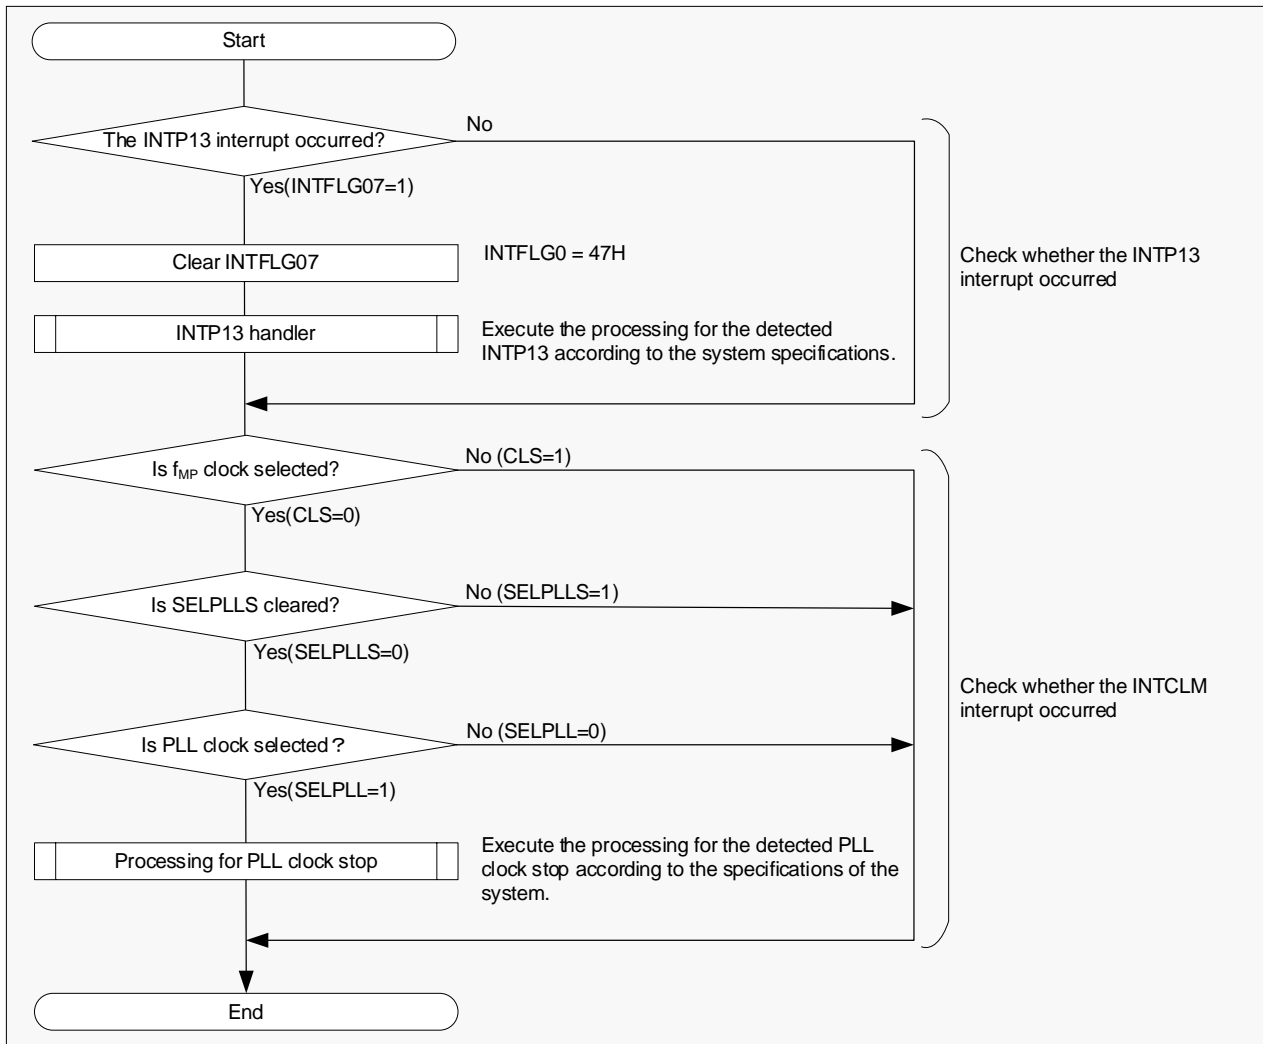 Start
The INTP13 interrupt occurred?
No
Yes(INTFLG07=1)
Clear INTFLG07
INTFLG0 = 47H
Check whether the INTP13
interrupt occurred
INTP13 handler
Execute the processing for the detected
INTP13 according to the system specifications.
Is fMP clock selected?
No (CLS=1)
Yes(CLS=0)
Is SELPLLS cleared?
No (SELPLLS=1)
Yes(SELPLLS=0)
Check whether the INTCLM
interrupt occurred
Is PLL clock selected?
No (SELPLL=0)
Yes(SELPLL=1)
Processing for PLL clock stop
Execute the processing for the detected PLL
clock stop according to the specifications of the
system.
End